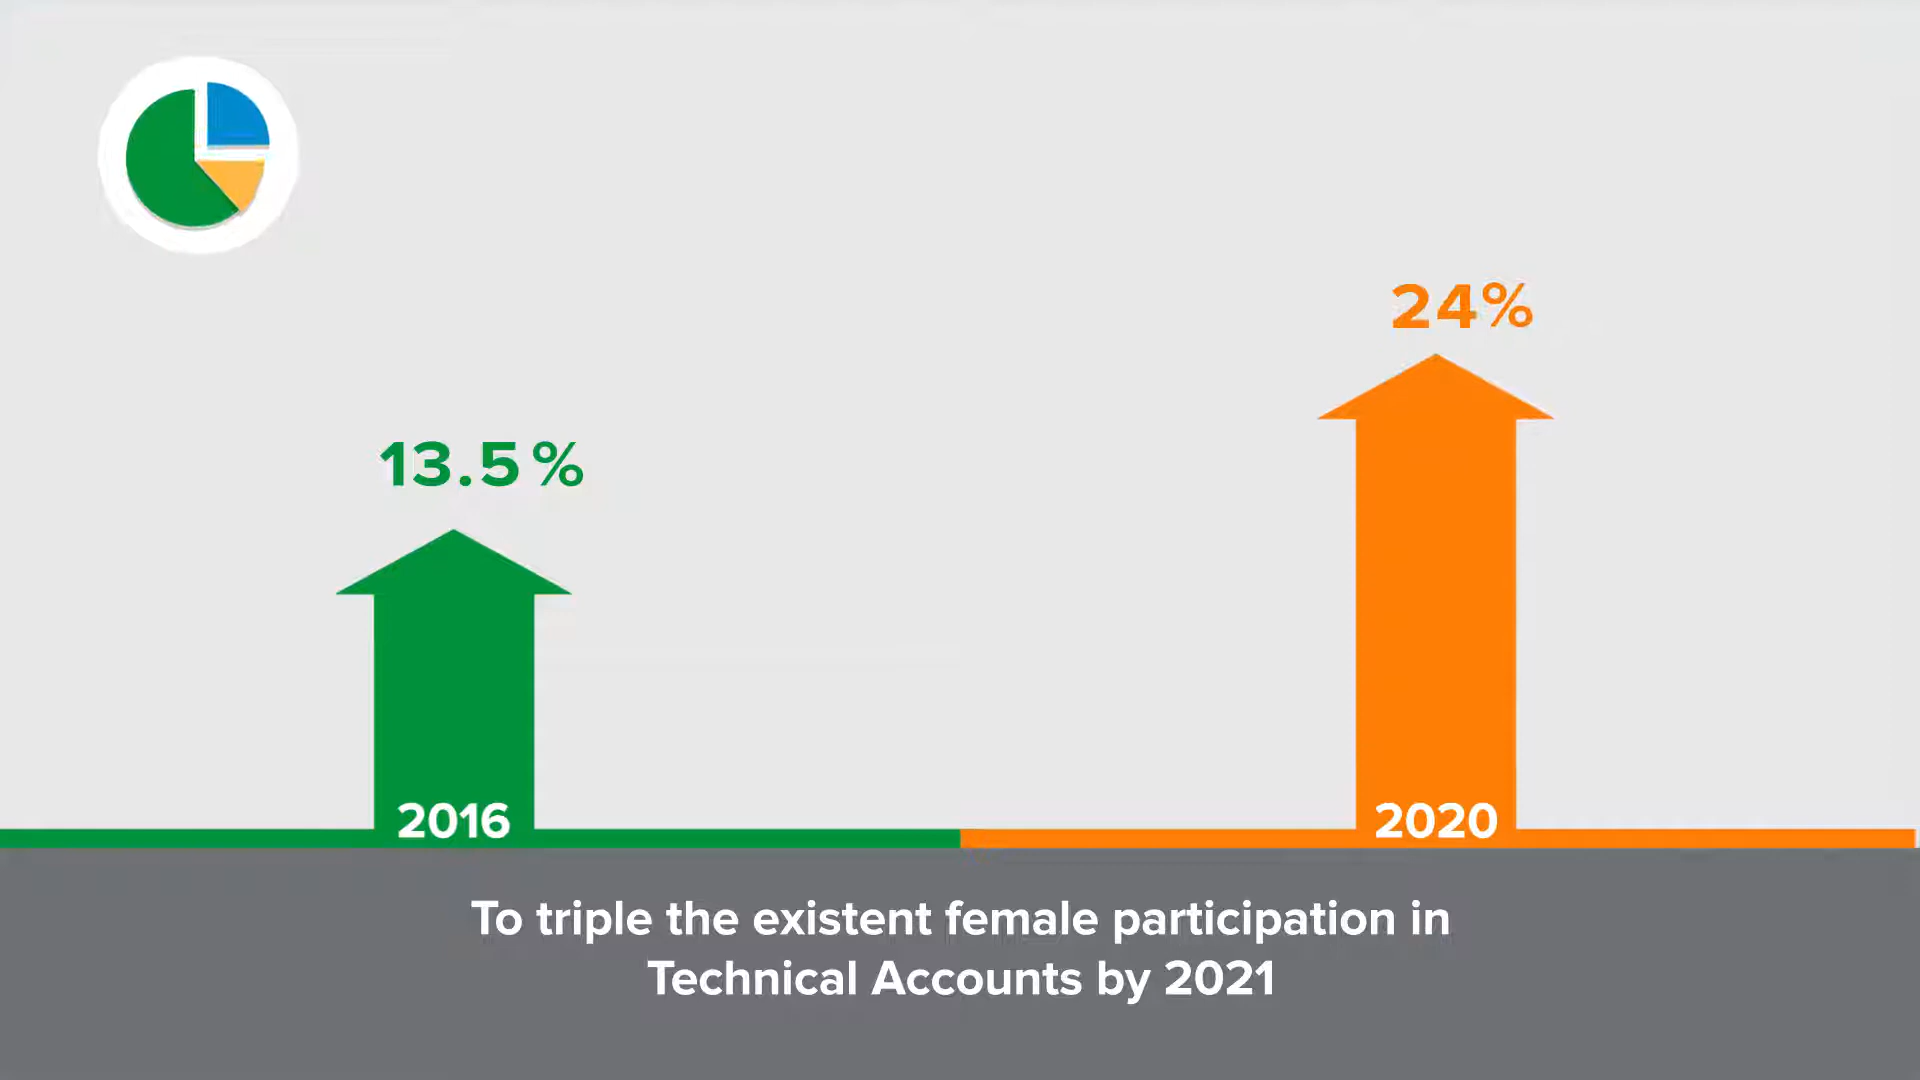 24%
13.5%
2016
2020
To triple the existent female participation in
Technical Accounts by 2021